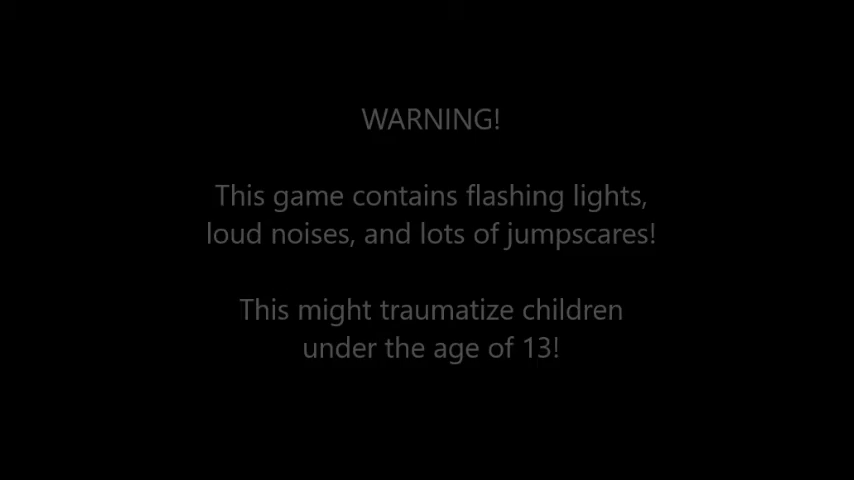 WARNING!
This game contains flashing lights,
loud noises, and lots of jumpscares!
This might traumatize children
under the age of 13!